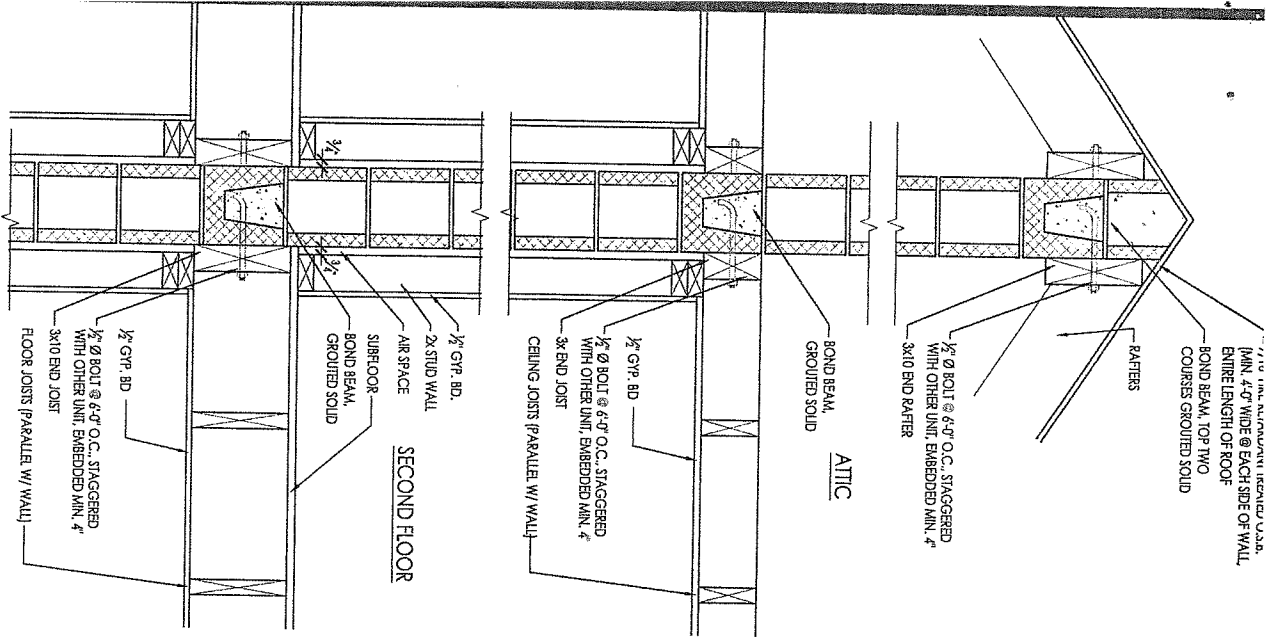 FIRE RETARDANT TREATED O.S.B.
(MIN. 4'-0" WIDE @ EACH SIDE OF WALL,
ENTIRE LENGTH OF ROOF
BOND BEAM, TOP TWO
COURSES GROUTED SOLID
RAFTERS
½" Ø BOLT @ 6'-0" O.C., STAGGERED
WITH OTHER UNIT, EMBEDDED MIN. 4"
3x10 END RAFTER
ATTIC
BOND BEAM,
GROUTED SOLID
½" GYP. BD
½" Ø BOLT @ 6'-0" O.C., STAGGERED
WITH OTHER UNIT, EMBEDDED MIN. 4"
3x END JOIST
CEILING JOISTS (PARALLEL W/ WALL)
¾
¾
½" GYP. BD.
2x STUD WALL
AIR SPACE
SUBFLOOR
BOND BEAM,
GROUTED SOLID
SECOND FLOOR
½" GYP. BD
½" Ø BOLT @ 6'-0" O.C., STAGGERED
WITH OTHER UNIT, EMBEDDED MIN. 4"
3x10 END JOIST
FLOOR JOISTS (PARALLEL W/ WALL)